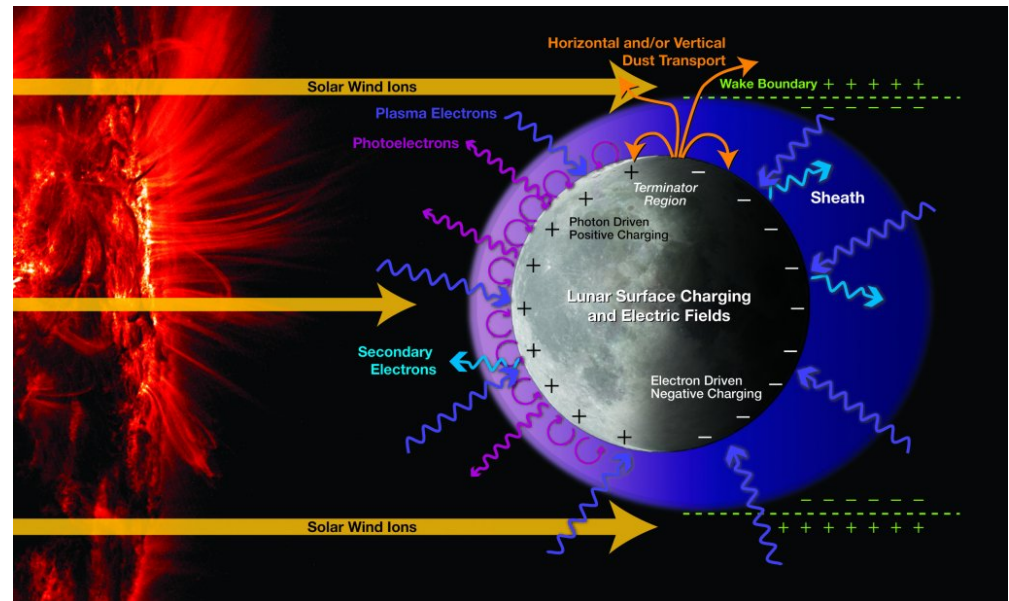 Horizontal and/or Vertical
Dust Transport
Solar Wind Ions
Wake Boundary + + + + +
− − − − −
Plasma Electrons
Photoelectrons
+ −
Terminator
Region
+ −
Sheath
Photon Driven
Positive Charging
+ −
+ −
Lunar Surface Charging
and Electric Fields
+ −
Secondary
Electrons
+ −
Electron Driven
Negative Charging
+ −
+ −
+ −
− − − − − −
Solar Wind Ions
+ + + + + + +